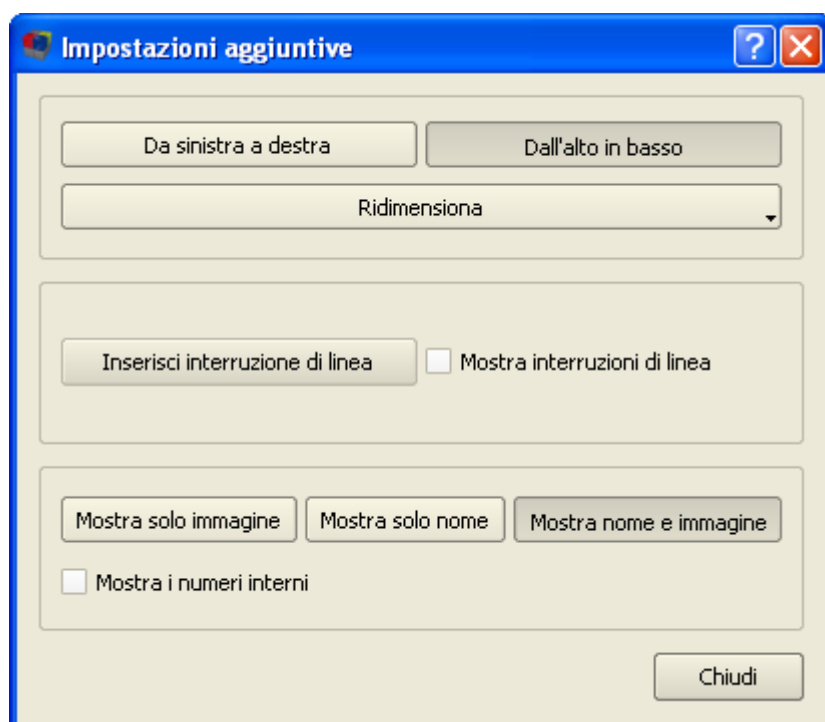 Impostazioni aggiuntive
Da sinistra a destra
Dall'alto in basso
Ridimensiona
Inserisci interruzione di linea
Mostra interruzioni di linea
Mostra solo immagine
Mostra solo nome
Mostra nome e immagine
Mostra i numeri interni
Chiudi